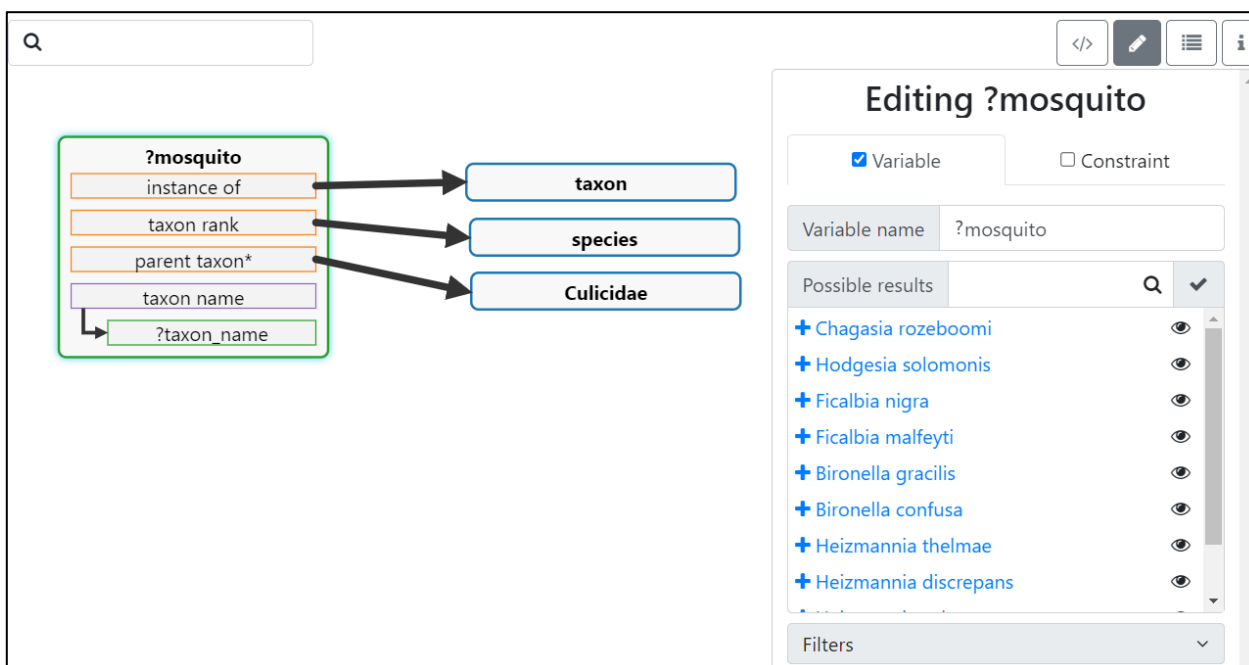 </>
i
Editing ?mosquito
Variable
Constraint
Variable name ?mosquito
Possible results
Chagasia rozeboomi
Hodgesia solomonis
Ficalbia nigra
Ficalbia malfeyti
Bironella gracilis
Bironella confusa
Heizmannia thelmae
Heizmannia discrepans
Filters
?mosquito
instance of
taxon rank
parent taxon*
taxon name
?taxon_name
taxon
species
Culicidae